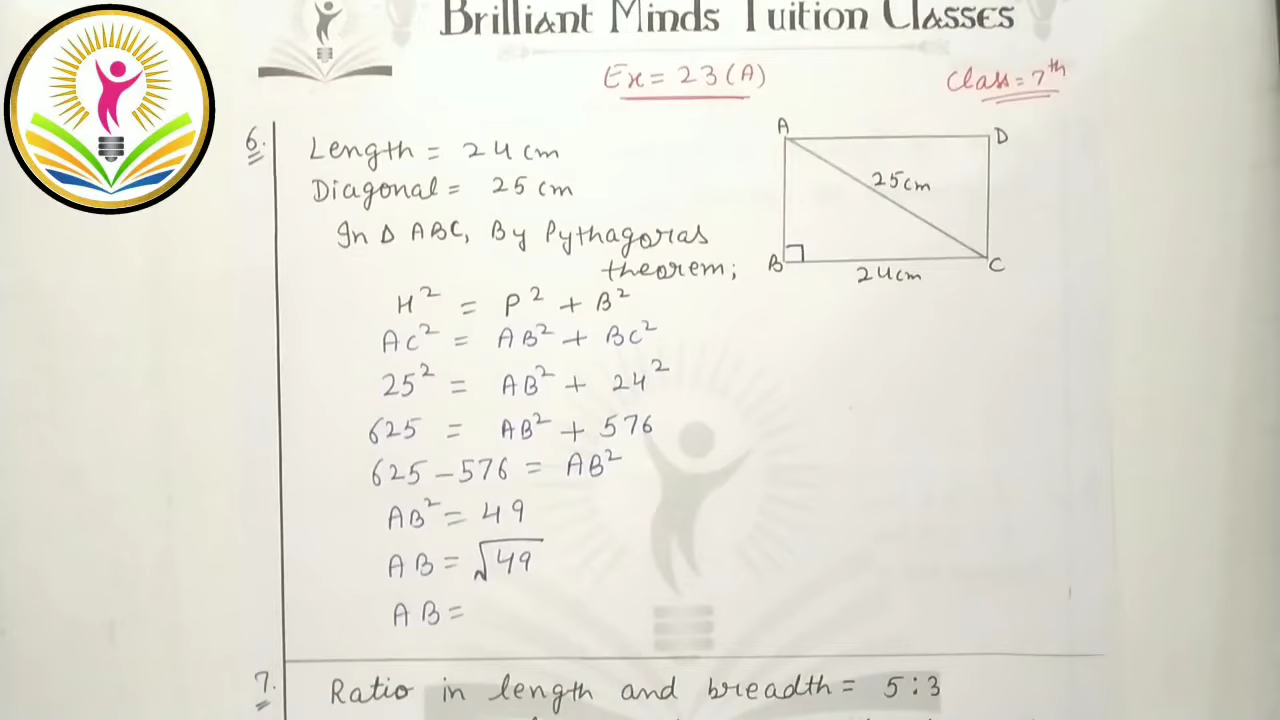 Brilliant Minds Tuition Classes
Ex = 23(A)
Class = 7th
6.
Length = 24 cm
Diagonal = 25 cm
In Δ ABC, By Pythagoras
theorem;
H² = P² + B²
AC² = AB² + BC²
25² = AB² + 24²
625 = AB² + 576
625 - 576 = AB²
AB² = 49
AB = √49
AB =
A
D
25cm
B
24cm
C
7.
Ratio in length and breadth = 5:3